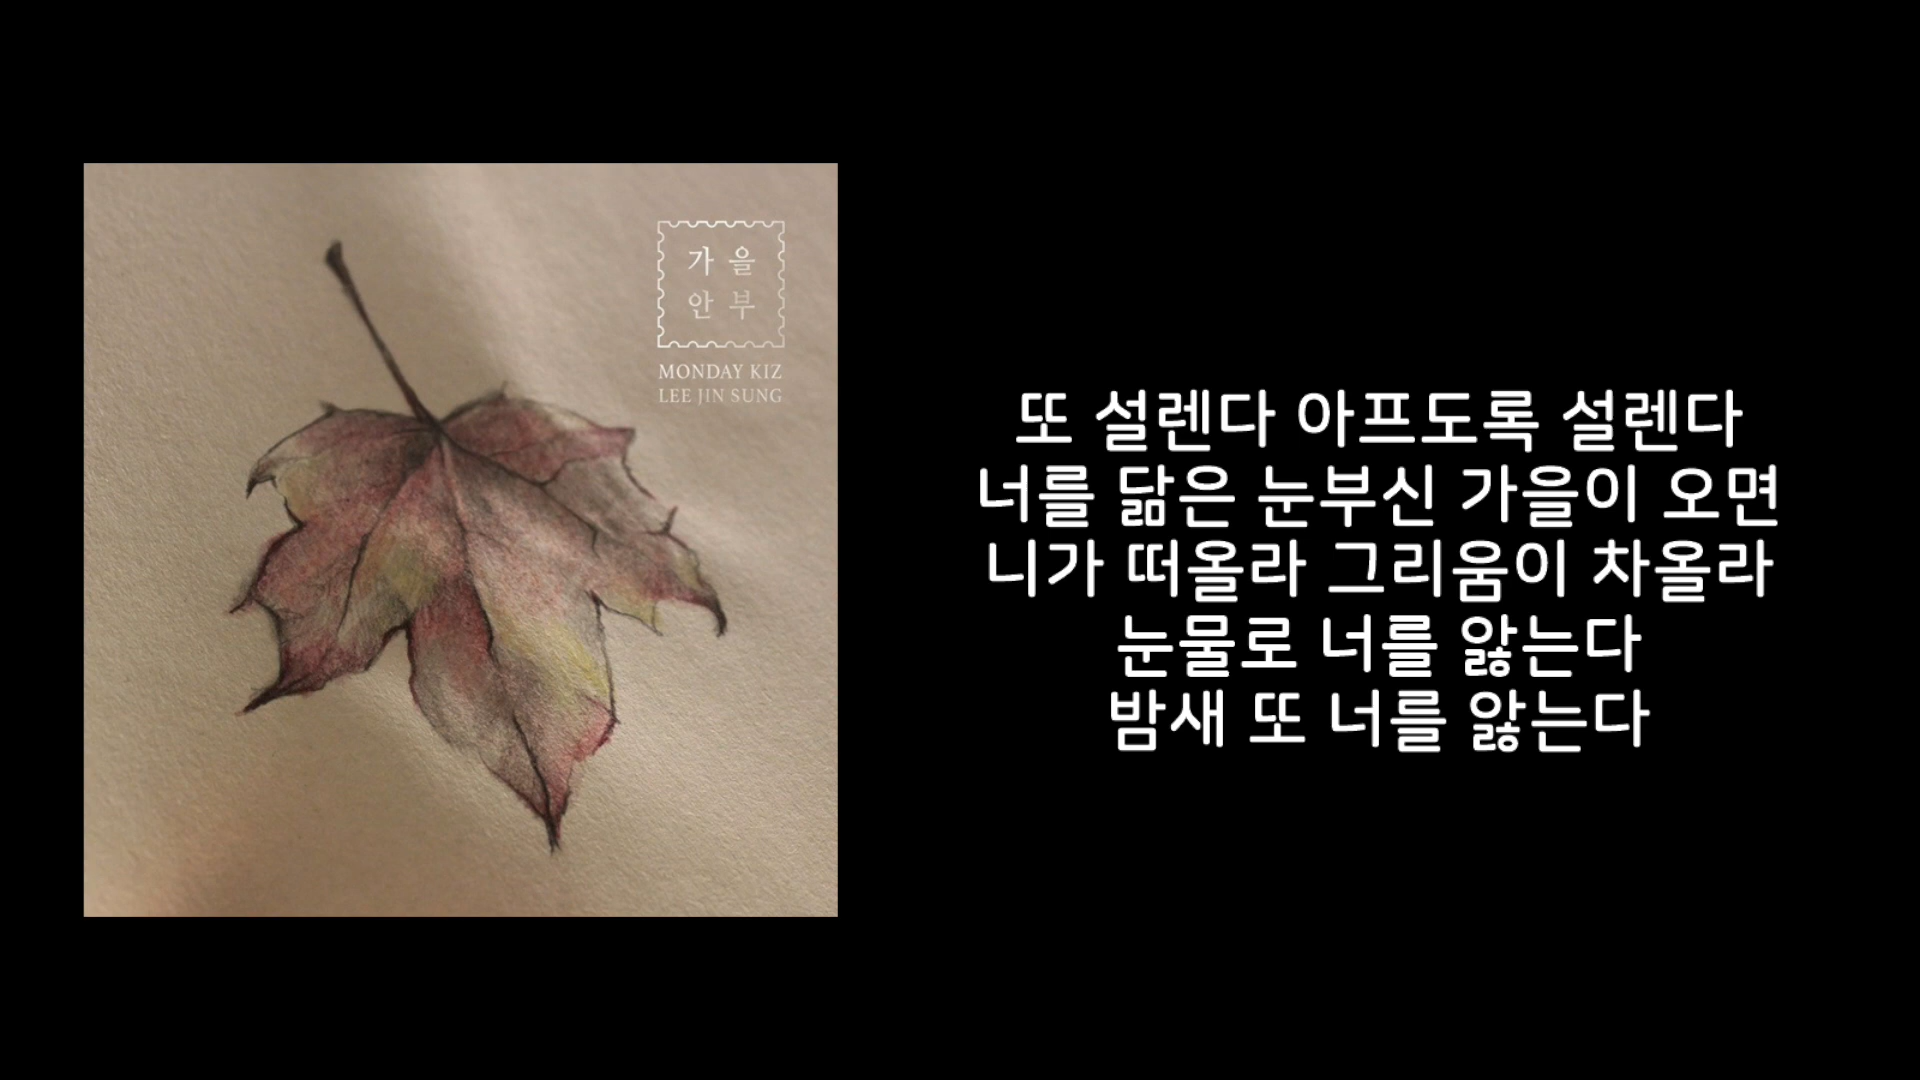 가을
안부
MONDAY KIZ
LEE JIN SUNG
또 설렌다 아프도록 설렌다
너를 닮은 눈부신 가을이 오면
니가 떠올라 그리움이 차올라
눈물로 너를 앓는다
밤새 또 너를 앓는다